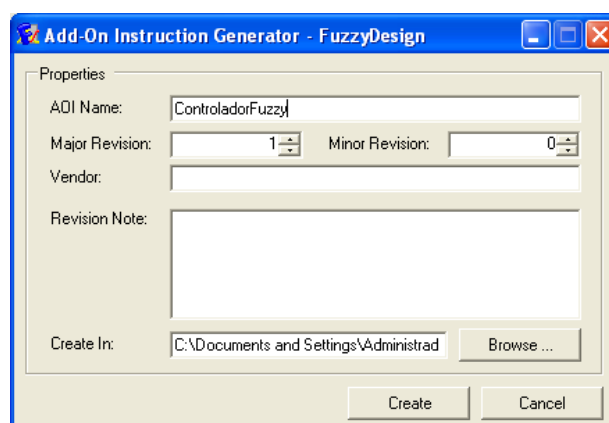 Add-On Instruction Generator - FuzzyDesign
Properties
AOI Name: ControladorFuzzy
Major Revision: 1 Minor Revision: 0
Vendor:
Revision Note:
Create In: C:\Documents and Settings\Administrad Browse ...
Create Cancel